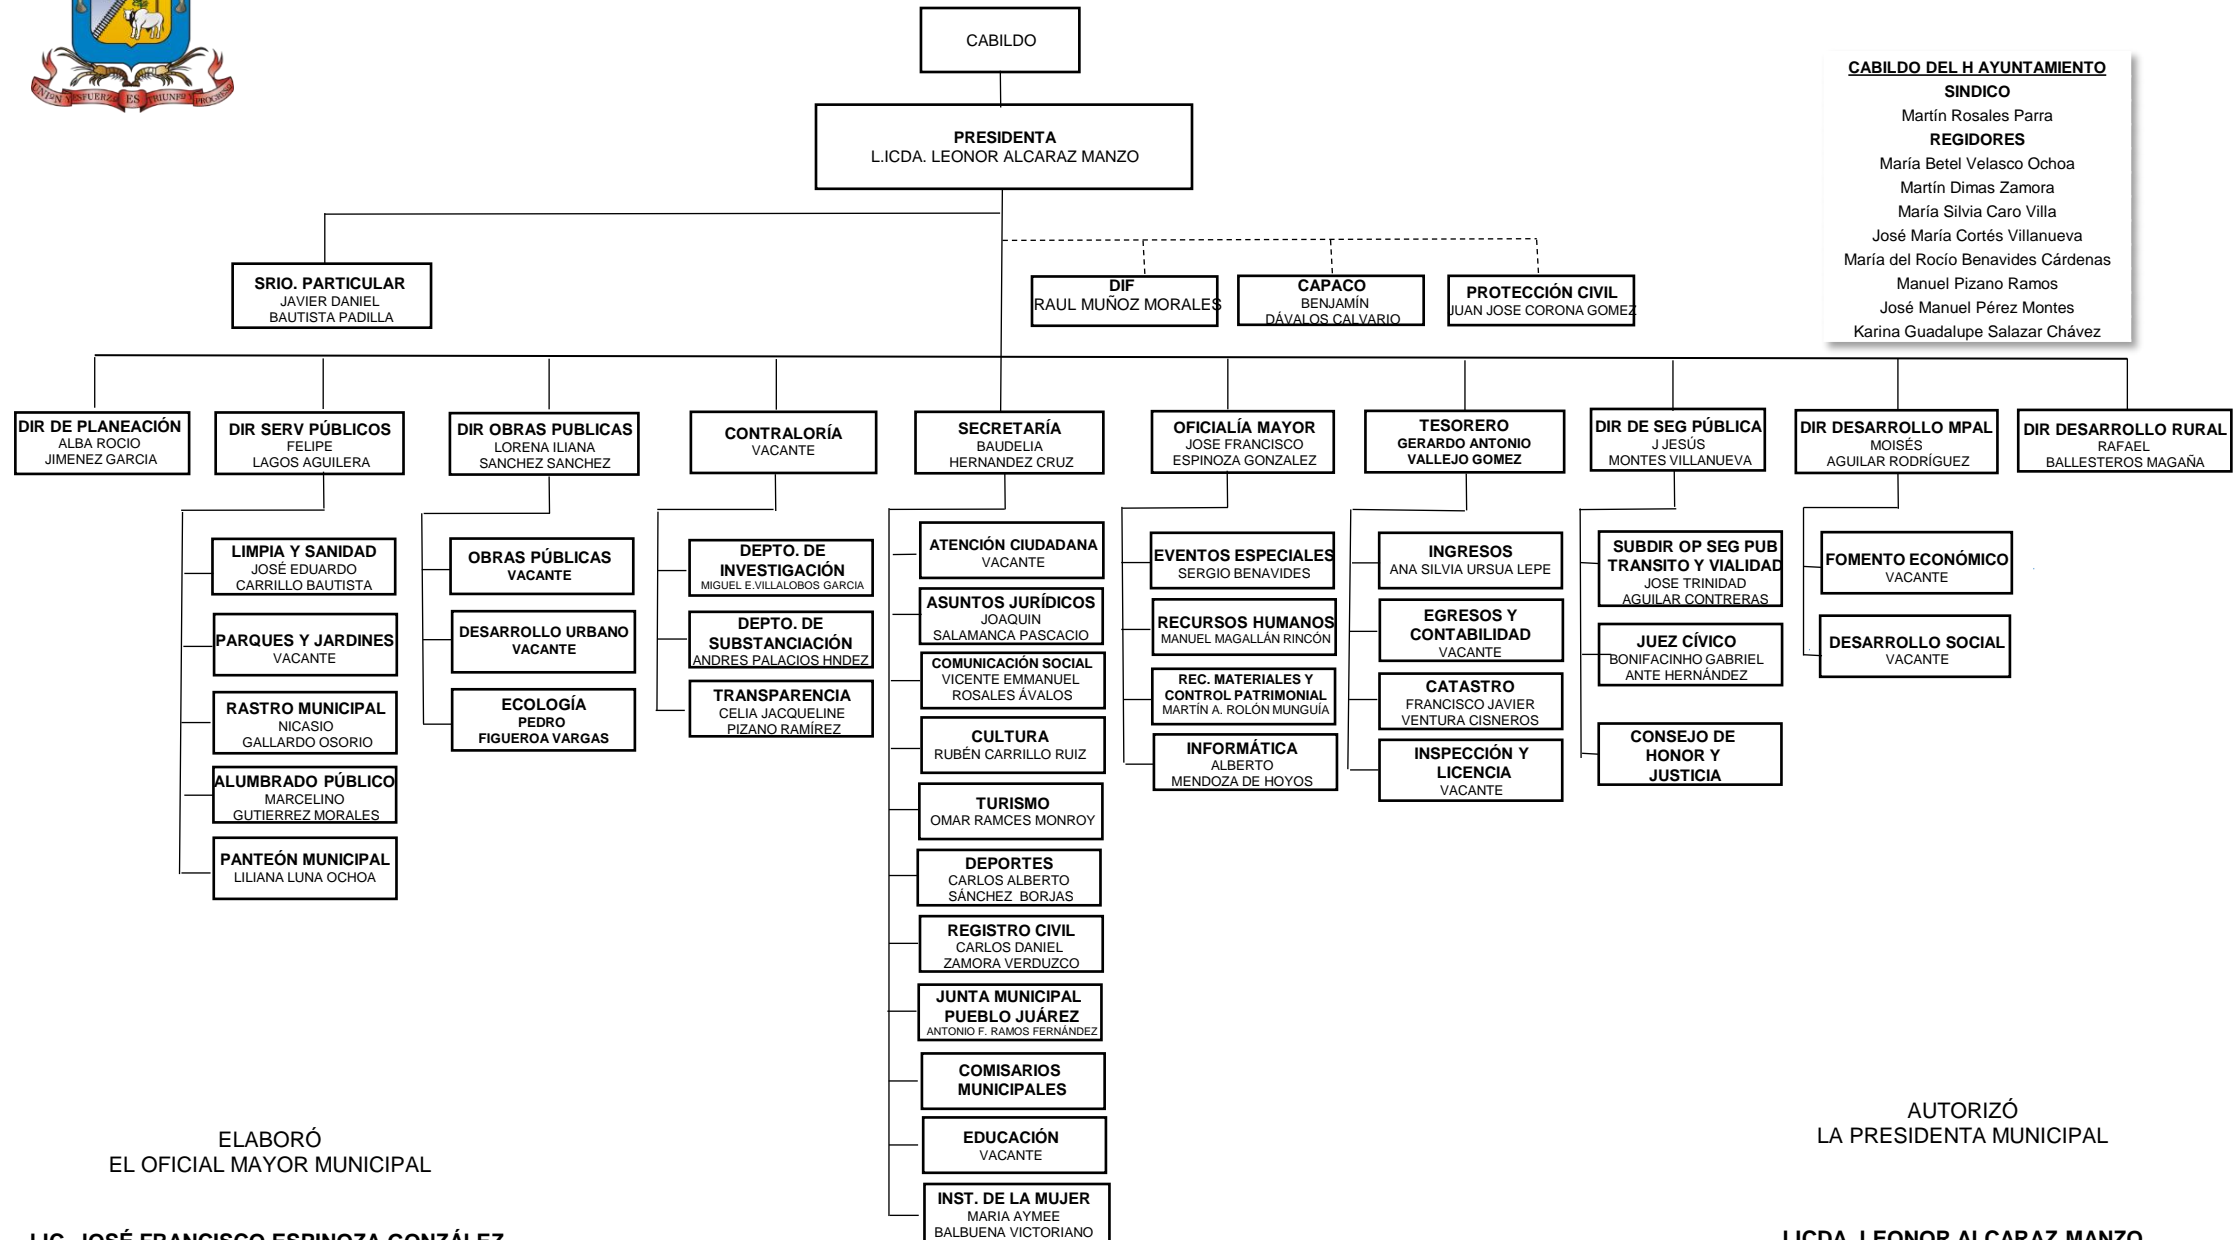 UNION Y ESFUERZO ES TRIUNFO Y PROGRESO
CABILDO
PRESIDENTA
L.ICDA. LEONOR ALCARAZ MANZO
CABILDO DEL H AYUNTAMIENTO
SINDICO
Martín Rosales Parra
REGIDORES
María Betel Velasco Ochoa
Martín Dimas Zamora
María Silvia Caro Villa
José María Cortés Villanueva
María del Rocío Benavides Cárdenas
Manuel Pizano Ramos
José Manuel Pérez Montes
Karina Guadalupe Salazar Chávez
SRIO. PARTICULAR
JAVIER DANIEL
BAUTISTA PADILLA
DIF
RAUL MUÑOZ MORALES
CAPACO
BENJAMÍN
DÁVALOS CALVARIO
PROTECCIÓN CIVIL
JUAN JOSE CORONA GOMEZ
DIR DE PLANEACIÓN
ALBA ROCIO
JIMENEZ GARCIA
DIR SERV PÚBLICOS
FELIPE
LAGOS AGUILERA
DIR OBRAS PUBLICAS
LORENA ILIANA
SANCHEZ SANCHEZ
CONTRALORÍA
VACANTE
SECRETARÍA
BAUDELIA
HERNANDEZ CRUZ
OFICIALÍA MAYOR
JOSE FRANCISCO
ESPINOZA GONZALEZ
TESORERO
GERARDO ANTONIO
VALLEJO GOMEZ
DIR DE SEG PÚBLICA
J JESÚS
MONTES VILLANUEVA
DIR DESARROLLO MPAL
MOISÉS
AGUILAR RODRÍGUEZ
DIR DESARROLLO RURAL
RAFAEL
BALLESTEROS MAGAÑA
LIMPIA Y SANIDAD
JOSÉ EDUARDO
CARRILLO BAUTISTA
PARQUES Y JARDINES
VACANTE
RASTRO MUNICIPAL
NICASIO
GALLARDO OSORIO
ALUMBRADO PÚBLICO
MARCELINO
GUTIERREZ MORALES
PANTEÓN MUNICIPAL
LILIANA LUNA OCHOA
OBRAS PÚBLICAS
VACANTE
DESARROLLO URBANO
VACANTE
ECOLOGÍA
PEDRO
FIGUEROA VARGAS
DEPTO. DE
INVESTIGACIÓN
MIGUEL E.VILLALOBOS GARCIA
DEPTO. DE
SUBSTANCIACIÓN
ANDRES PALACIOS HNDEZ
TRANSPARENCIA
CELIA JACQUELINE
PIZANO RAMÍREZ
ATENCIÓN CIUDADANA
VACANTE
ASUNTOS JURÍDICOS
JOAQUIN
SALAMANCA PASCACIO
COMUNICACIÓN SOCIAL
VICENTE EMMANUEL
ROSALES ÁVALOS
CULTURA
RUBÉN CARRILLO RUIZ
TURISMO
OMAR RAMCES MONROY
DEPORTES
CARLOS ALBERTO
SÁNCHEZ BORJAS
REGISTRO CIVIL
CARLOS DANIEL
ZAMORA VERDUZCO
JUNTA MUNICIPAL
PUEBLO JUÁREZ
ANTONIO F. RAMOS FERNÁNDEZ
COMISARIOS
MUNICIPALES
EDUCACIÓN
VACANTE
INST. DE LA MUJER
MARIA AYMEE
BALBUENA VICTORIANO
EVENTOS ESPECIALES
SERGIO BENAVIDES
RECURSOS HUMANOS
MANUEL MAGALLÁN RINCÓN
REC. MATERIALES Y
CONTROL PATRIMONIAL
MARTÍN A. ROLÓN MUNGUÍA
INFORMÁTICA
ALBERTO
MENDOZA DE HOYOS
INGRESOS
ANA SILVIA URSUA LEPE
EGRESOS Y
CONTABILIDAD
VACANTE
CATASTRO
FRANCISCO JAVIER
VENTURA CISNEROS
INSPECCIÓN Y
LICENCIA
VACANTE
SUBDIR OP SEG PUB
TRANSITO Y VIALIDAD
JOSE TRINIDAD
AGUILAR CONTRERAS
JUEZ CÍVICO
BONIFACINHO GABRIEL
ANTE HERNÁNDEZ
CONSEJO DE
HONOR Y
JUSTICIA
FOMENTO ECONÓMICO
VACANTE
DESARROLLO SOCIAL
VACANTE
ELABORÓ
EL OFICIAL MAYOR MUNICIPAL
LIC. JOSÉ FRANCISCO ESPINOZA GONZÁLEZ
AUTORIZÓ
LA PRESIDENTA MUNICIPAL
LICDA. LEONOR ALCARAZ MANZO